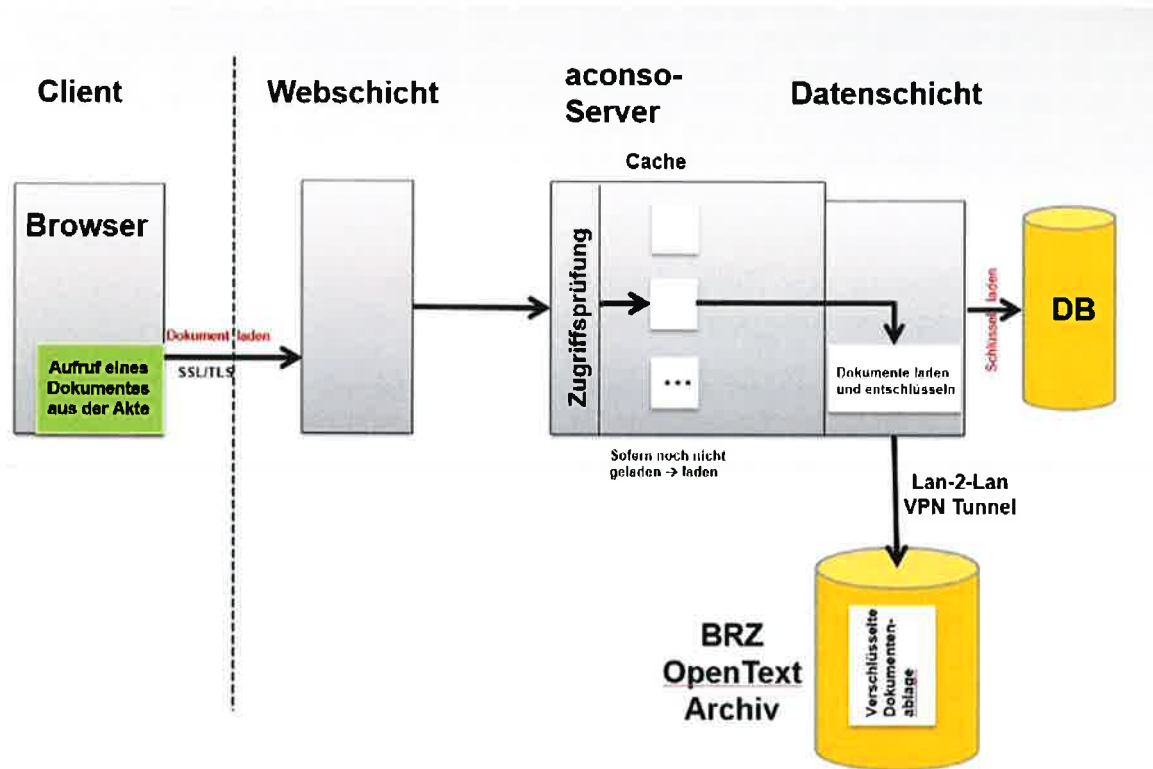 Client
Webschicht
aconso-
Server
Datenschicht
Cache
Browser
Aufruf eines
Dokumentes
aus der Akte
Dokument laden
SSL/TLS
Zugriffsprüfung
...
Sofern noch nicht
geladen → laden
Dokumente laden
und entschlüsseln
Schlüssel laden
DB
Lan-2-Lan
VPN Tunnel
BRZ
OpenText
Archiv
Verschlüsselte
Dokumenten-
ablage